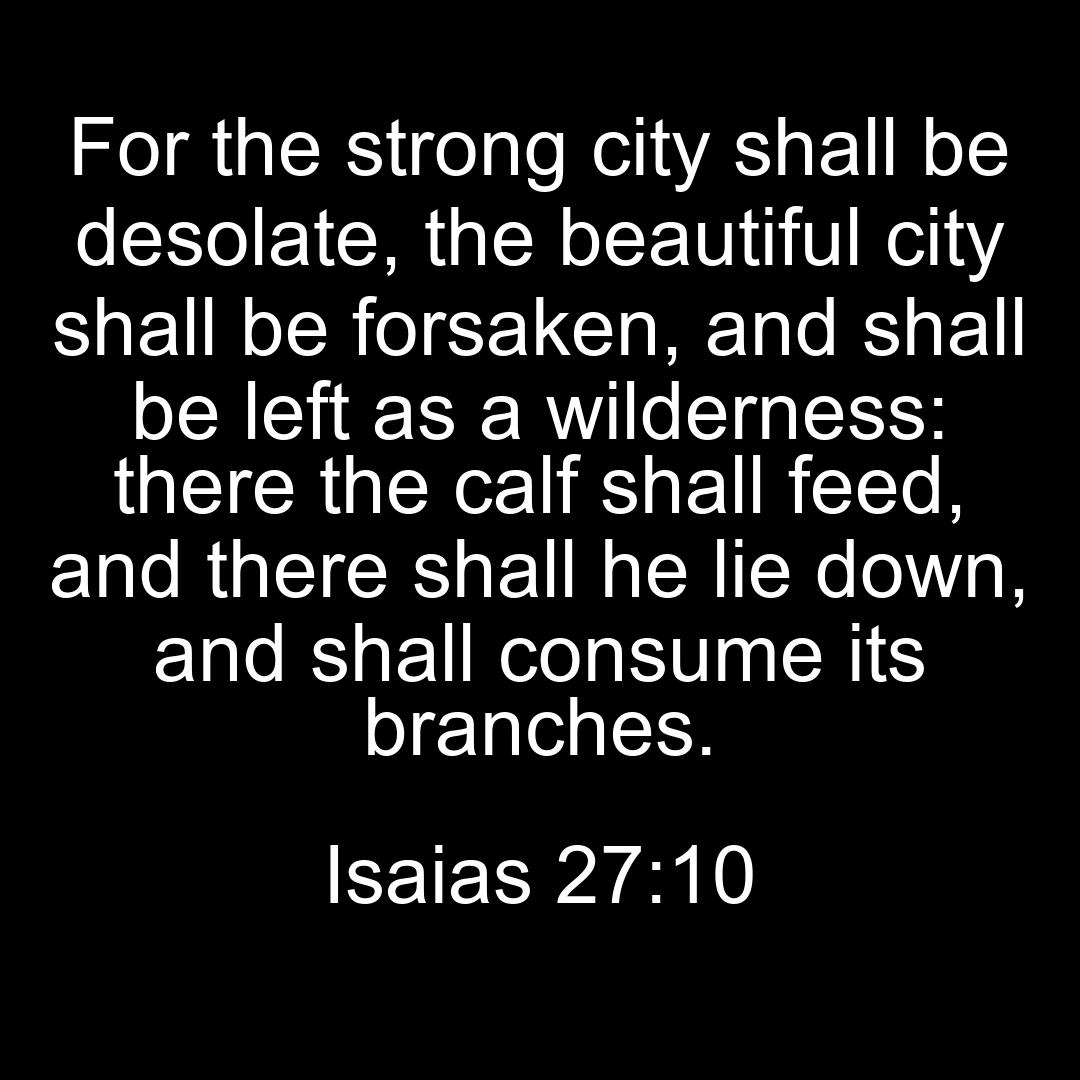 For the strong city shall be
desolate, the beautiful city
shall be forsaken, and shall
be left as a wilderness:
there the calf shall feed,
and there shall he lie down,
and shall consume its
branches.
Isaias 27:10